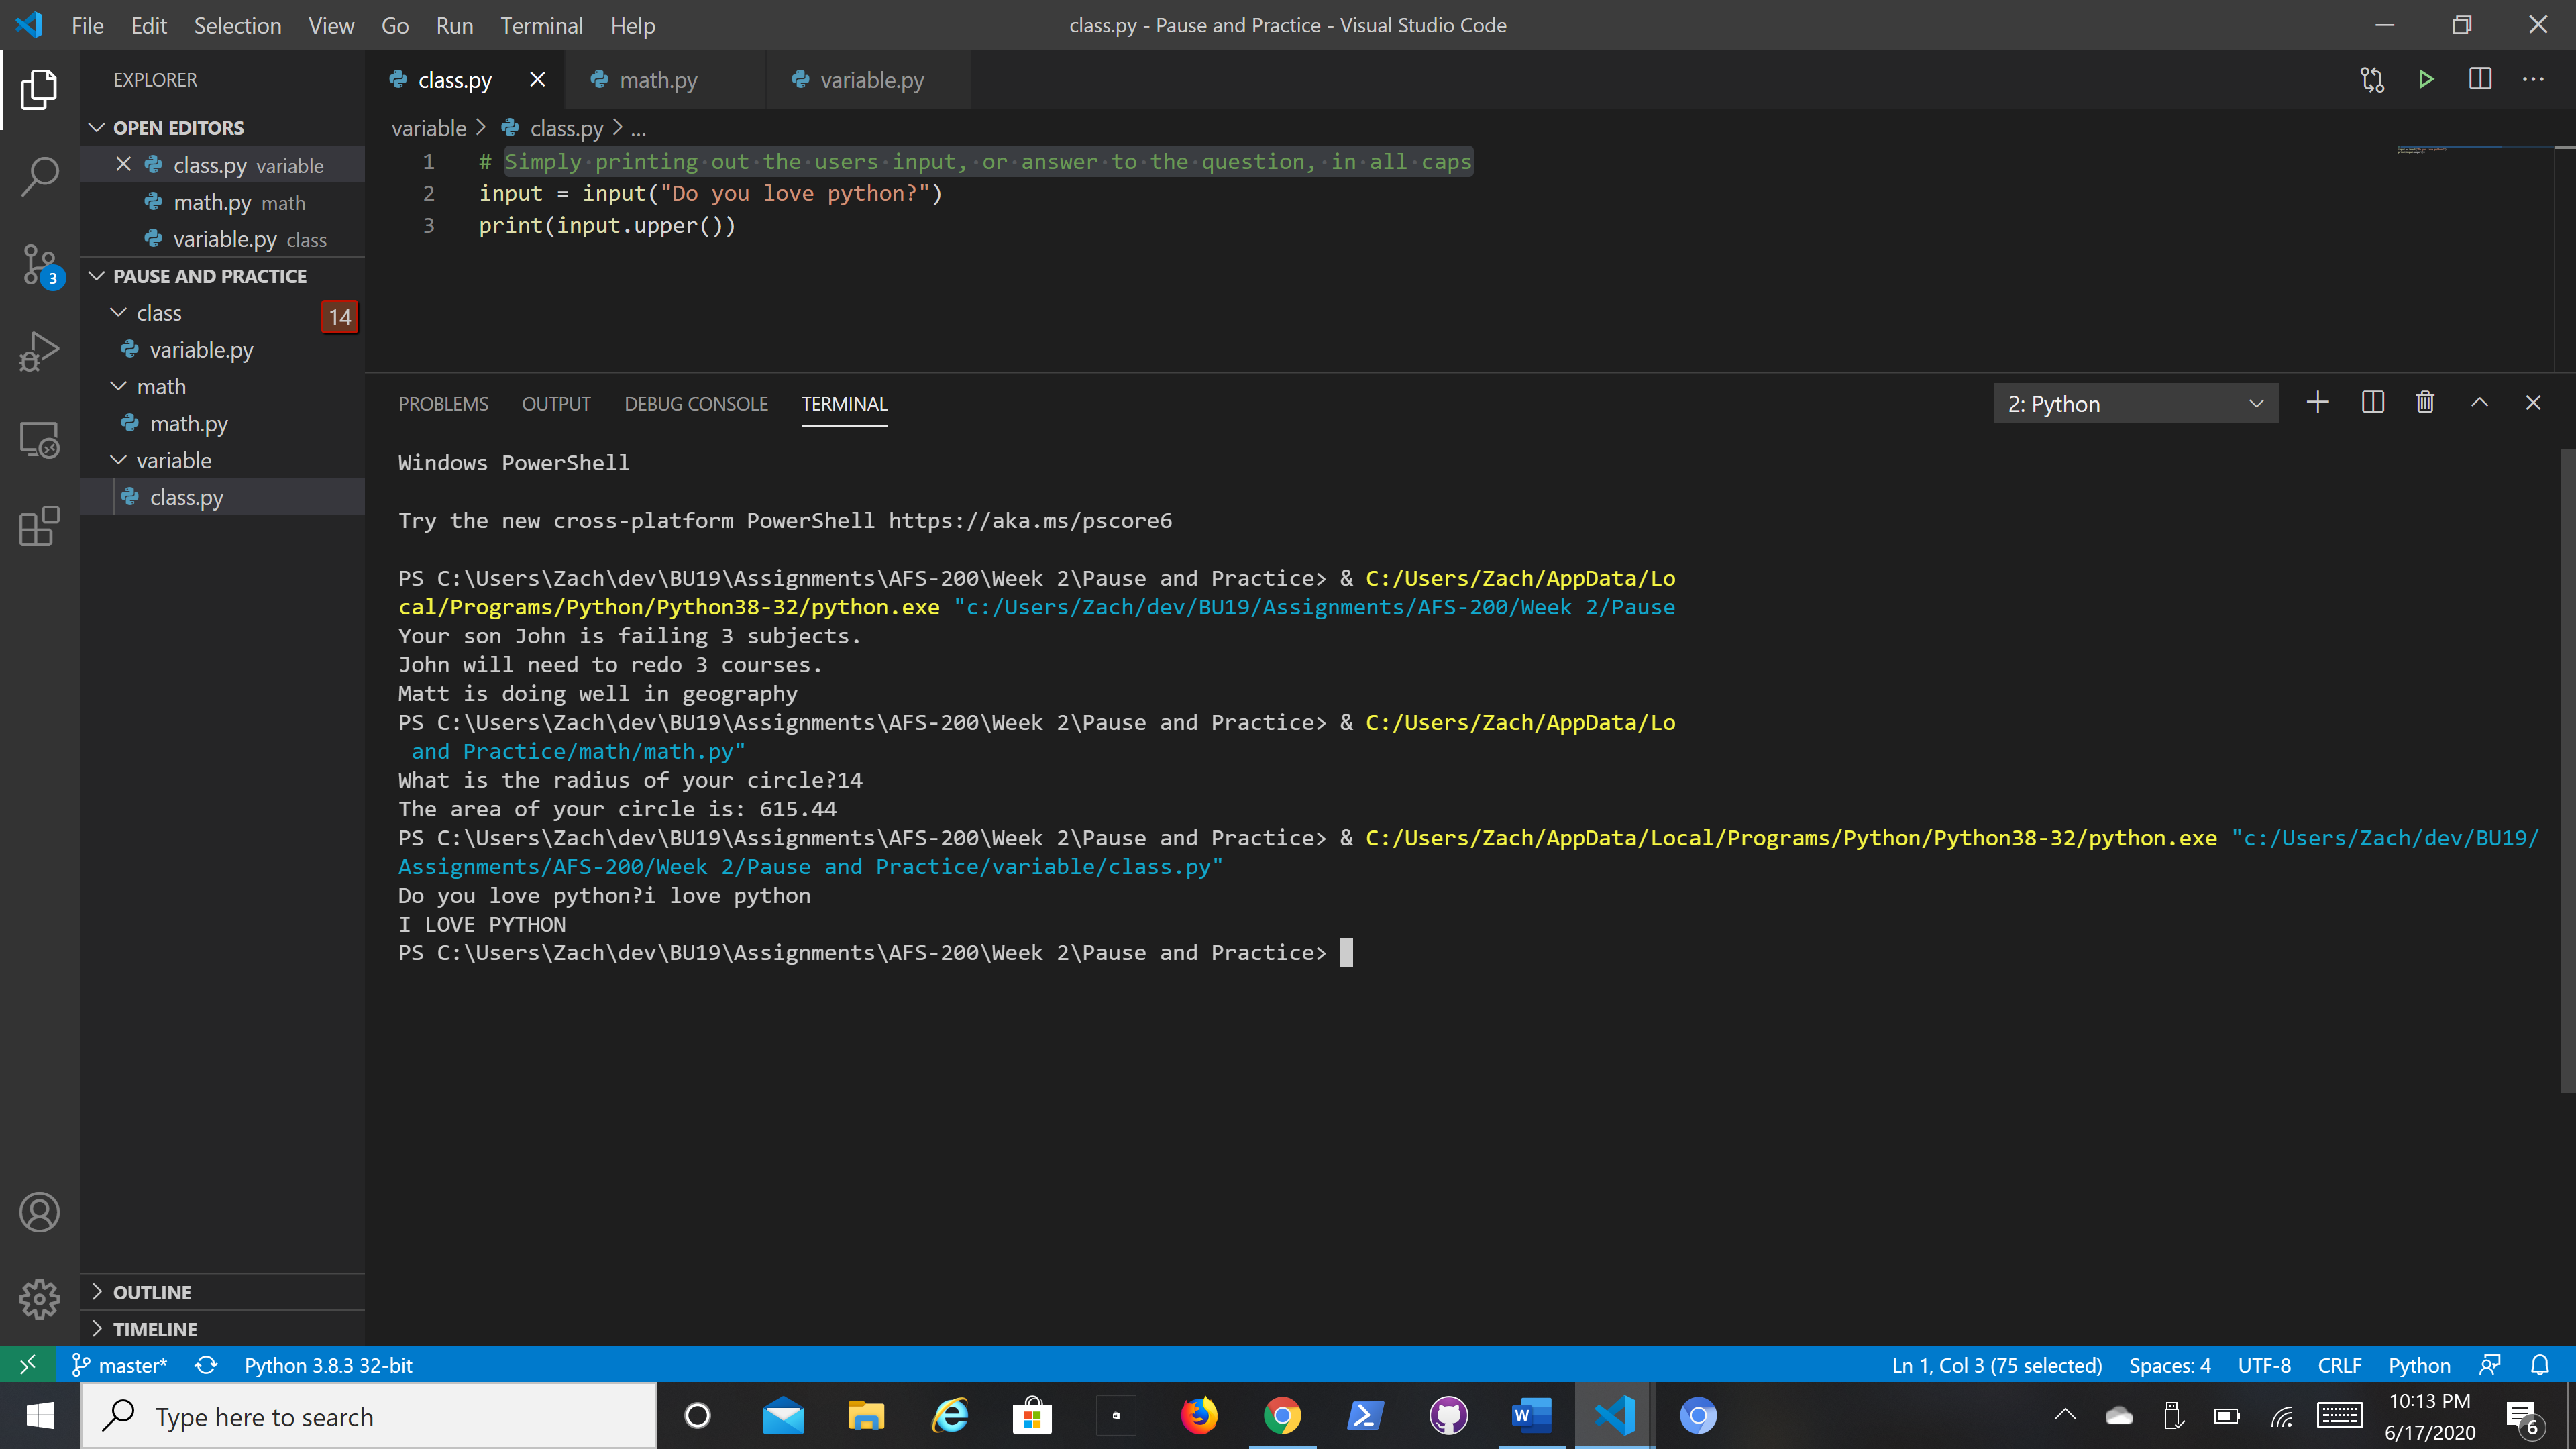 File Edit Selection View Go Run Terminal Help
class.py - Pause and Practice - Visual Studio Code
EXPLORER
OPEN EDITORS
class.py variable
math.py math
variable.py class
PAUSE AND PRACTICE
class
14
variable.py
math
math.py
variable
class.py
OUTLINE
TIMELINE
3
class.py
math.py
variable.py
variable > class.py > ...
1 # Simply printing out the users input, or answer to the question, in all caps
2 input = input("Do you love python?")
3 print(input.upper())
PROBLEMS OUTPUT DEBUG CONSOLE TERMINAL
2: Python
Windows PowerShell
Try the new cross-platform PowerShell https://aka.ms/pscore6
PS C:\Users\Zach\dev\BU19\Assignments\AFS-200\Week 2\Pause and Practice> & C:/Users/Zach/AppData/Lo
cal/Programs/Python/Python38-32/python.exe "c:/Users/Zach/dev/BU19/Assignments/AFS-200/Week 2/Pause
Your son John is failing 3 subjects.
John will need to redo 3 courses.
Matt is doing well in geography
PS C:\Users\Zach\dev\BU19\Assignments\AFS-200\Week 2\Pause and Practice> & C:/Users/Zach/AppData/Lo
and Practice/math/math.py"
What is the radius of your circle?14
The area of your circle is: 615.44
PS C:\Users\Zach\dev\BU19\Assignments\AFS-200\Week 2\Pause and Practice> & C:/Users/Zach/AppData/Local/Programs/Python/Python38-32/python.exe "c:/Users/Zach/dev/BU19/
Assignments/AFS-200/Week 2/Pause and Practice/variable/class.py"
Do you love python?i love python
I LOVE PYTHON
PS C:\Users\Zach\dev\BU19\Assignments\AFS-200\Week 2\Pause and Practice>
master* Python 3.8.3 32-bit
Ln 1, Col 3 (75 selected) Spaces: 4 UTF-8 CRLF Python
Type here to search
10:13 PM
6/17/2020
6